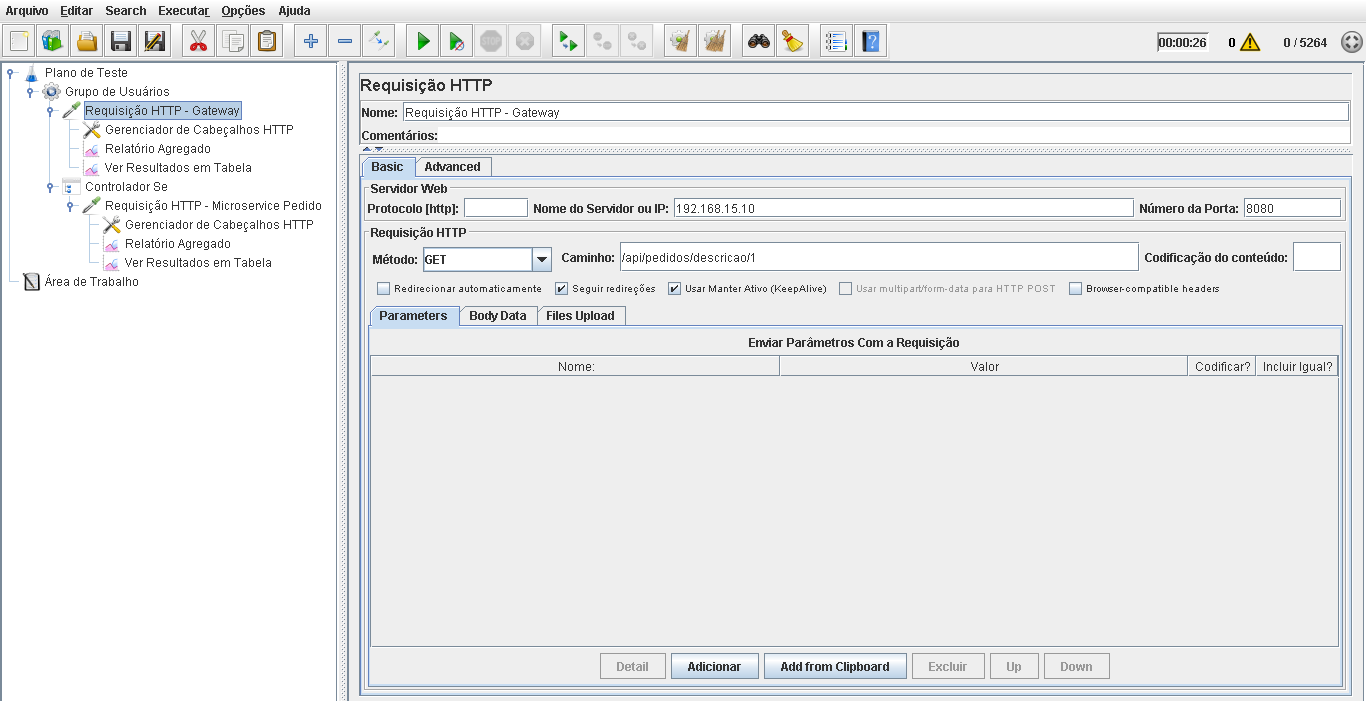 Arquivo Editar Search Executar Opções Ajuda
STOP
00:00:26 0 0 / 5264
Plano de Teste
Grupo de Usuários
Requisição HTTP - Gateway
Gerenciador de Cabeçalhos HTTP
Relatório Agregado
Ver Resultados em Tabela
Controlador Se
Requisição HTTP - Microservice Pedido
Gerenciador de Cabeçalhos HTTP
Relatório Agregado
Ver Resultados em Tabela
Área de Trabalho
Requisição HTTP
Nome: Requisição HTTP - Gateway
Comentários:
Basic Advanced
Servidor Web
Protocolo [http]: Nome do Servidor ou IP: 192.168.15.10 Número da Porta: 8080
Requisição HTTP
Método: GET Caminho: /api/pedidos/descricao/1 Codificação do conteúdo:
Redirecionar automaticamente Seguir redireções Usar Manter Ativo (KeepAlive) Usar multipart/form-data para HTTP POST Browser-compatible headers
Parameters Body Data Files Upload
Enviar Parâmetros Com a Requisição
Nome: Valor Codificar? Incluir Igual?
Detail Adicionar Add from Clipboard Excluir Up Down